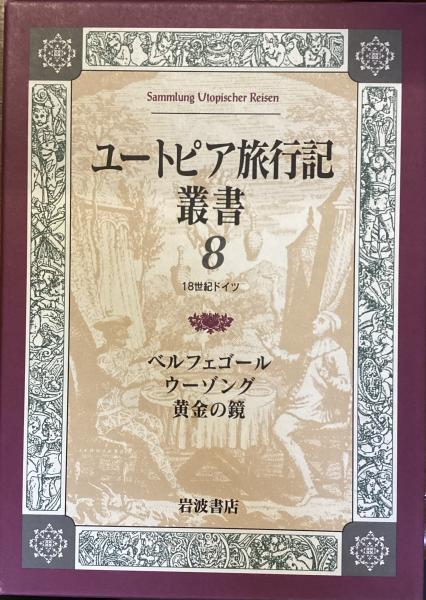 Sammlung Utopischer Reisen
ユートピア旅行記
叢書
8
18世紀ドイツ
ベルフェゴール
ウーゾング
黄金の鏡
岩波書店